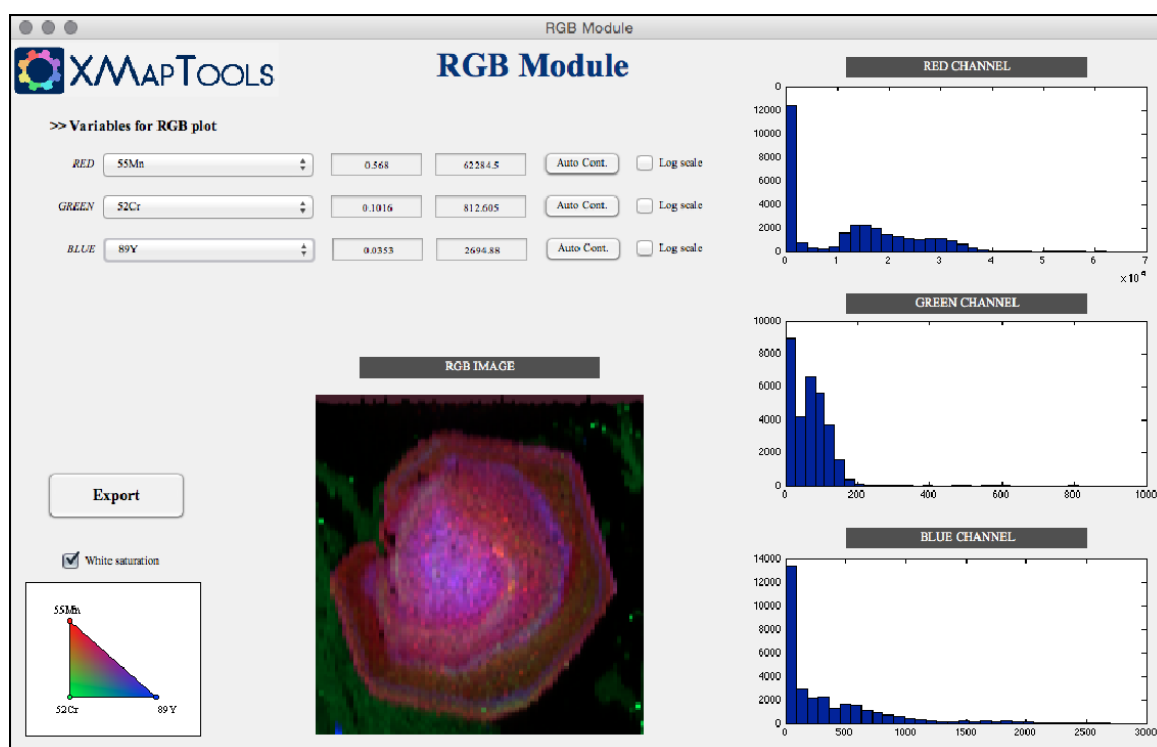 RGB Module
XMAPTOOLS
RGB Module
>> Variables for RGB plot
RED 55Mn 0.568 62284.5 Auto Cont. Log scale
GREEN 52Cr 0.1016 812.605 Auto Cont. Log scale
BLUE 89Y 0.0353 2694.88 Auto Cont. Log scale
RED CHANNEL
0
12000
10000
8000
6000
4000
2000
0
0 1 2 3 4 5 6 7
x 10⁴
GREEN CHANNEL
10000
8000
6000
4000
2000
0
0 200 400 600 800 1000
RGB IMAGE
Export
White saturation
55Mn
52Cr 89Y
BLUE CHANNEL
14000
12000
10000
8000
6000
4000
2000
0
0 500 1000 1500 2000 2500 3000